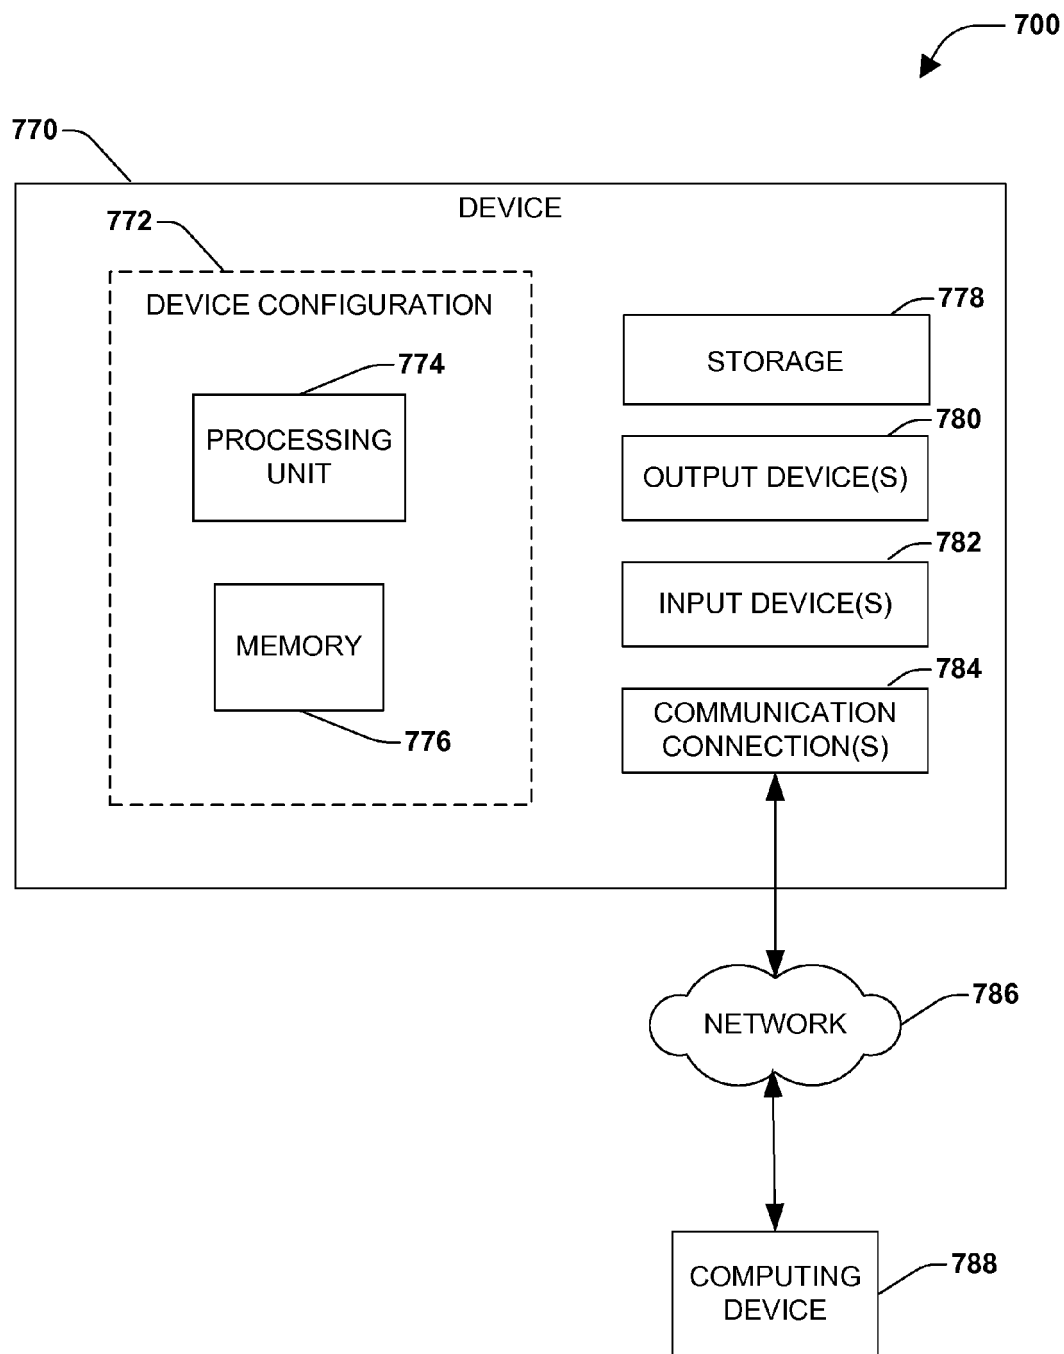 700
770
DEVICE
772
DEVICE CONFIGURATION
774
PROCESSING
UNIT
MEMORY
776
778
STORAGE
780
OUTPUT DEVICE(S)
782
INPUT DEVICE(S)
784
COMMUNICATION
CONNECTION(S)
NETWORK
786
COMPUTING
DEVICE
788